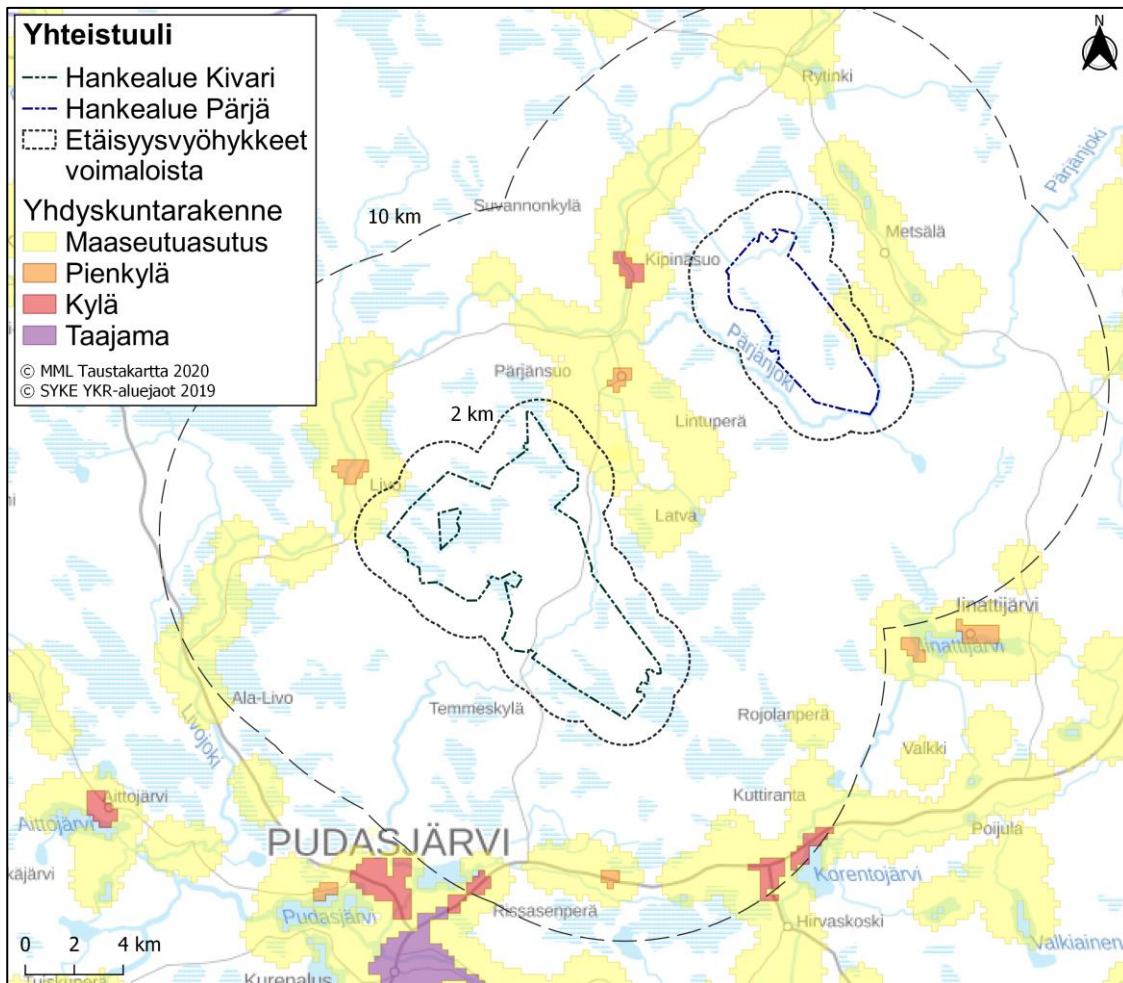 Yhteistuuli
Hankealue Kivari
Hankealue Pärjä
Etäisyysvyöhykkeet
voimaloista
Yhdyskuntarakenne
Maaseutuasutus
Pienkylä
Kylä
Taajama
© MML Taustakartta 2020
© SYKE YKR-aluejaot 2019
N
Rytinki
Pärjänjoki
Suvannonkylä
10 km
Metsälä
Kipinäsuo
Pärjänjoki
Pärjänsuo
2 km
Lintuperä
Livo
Latva
Iinattijärvi
Iinattijärvi
Ala-Livo
Temmeskylä
Rojolanperä
Livojoki
Valkki
Kuttiranta
Aittojärvi
Aittojärvi
Poijula
PUDASJÄRVI
käjärvi
Korentojärvi
Pudasjärvi
Rissasenperä
Hirvaskoski
Valkiainen
0 2 4 km
Kurenalus